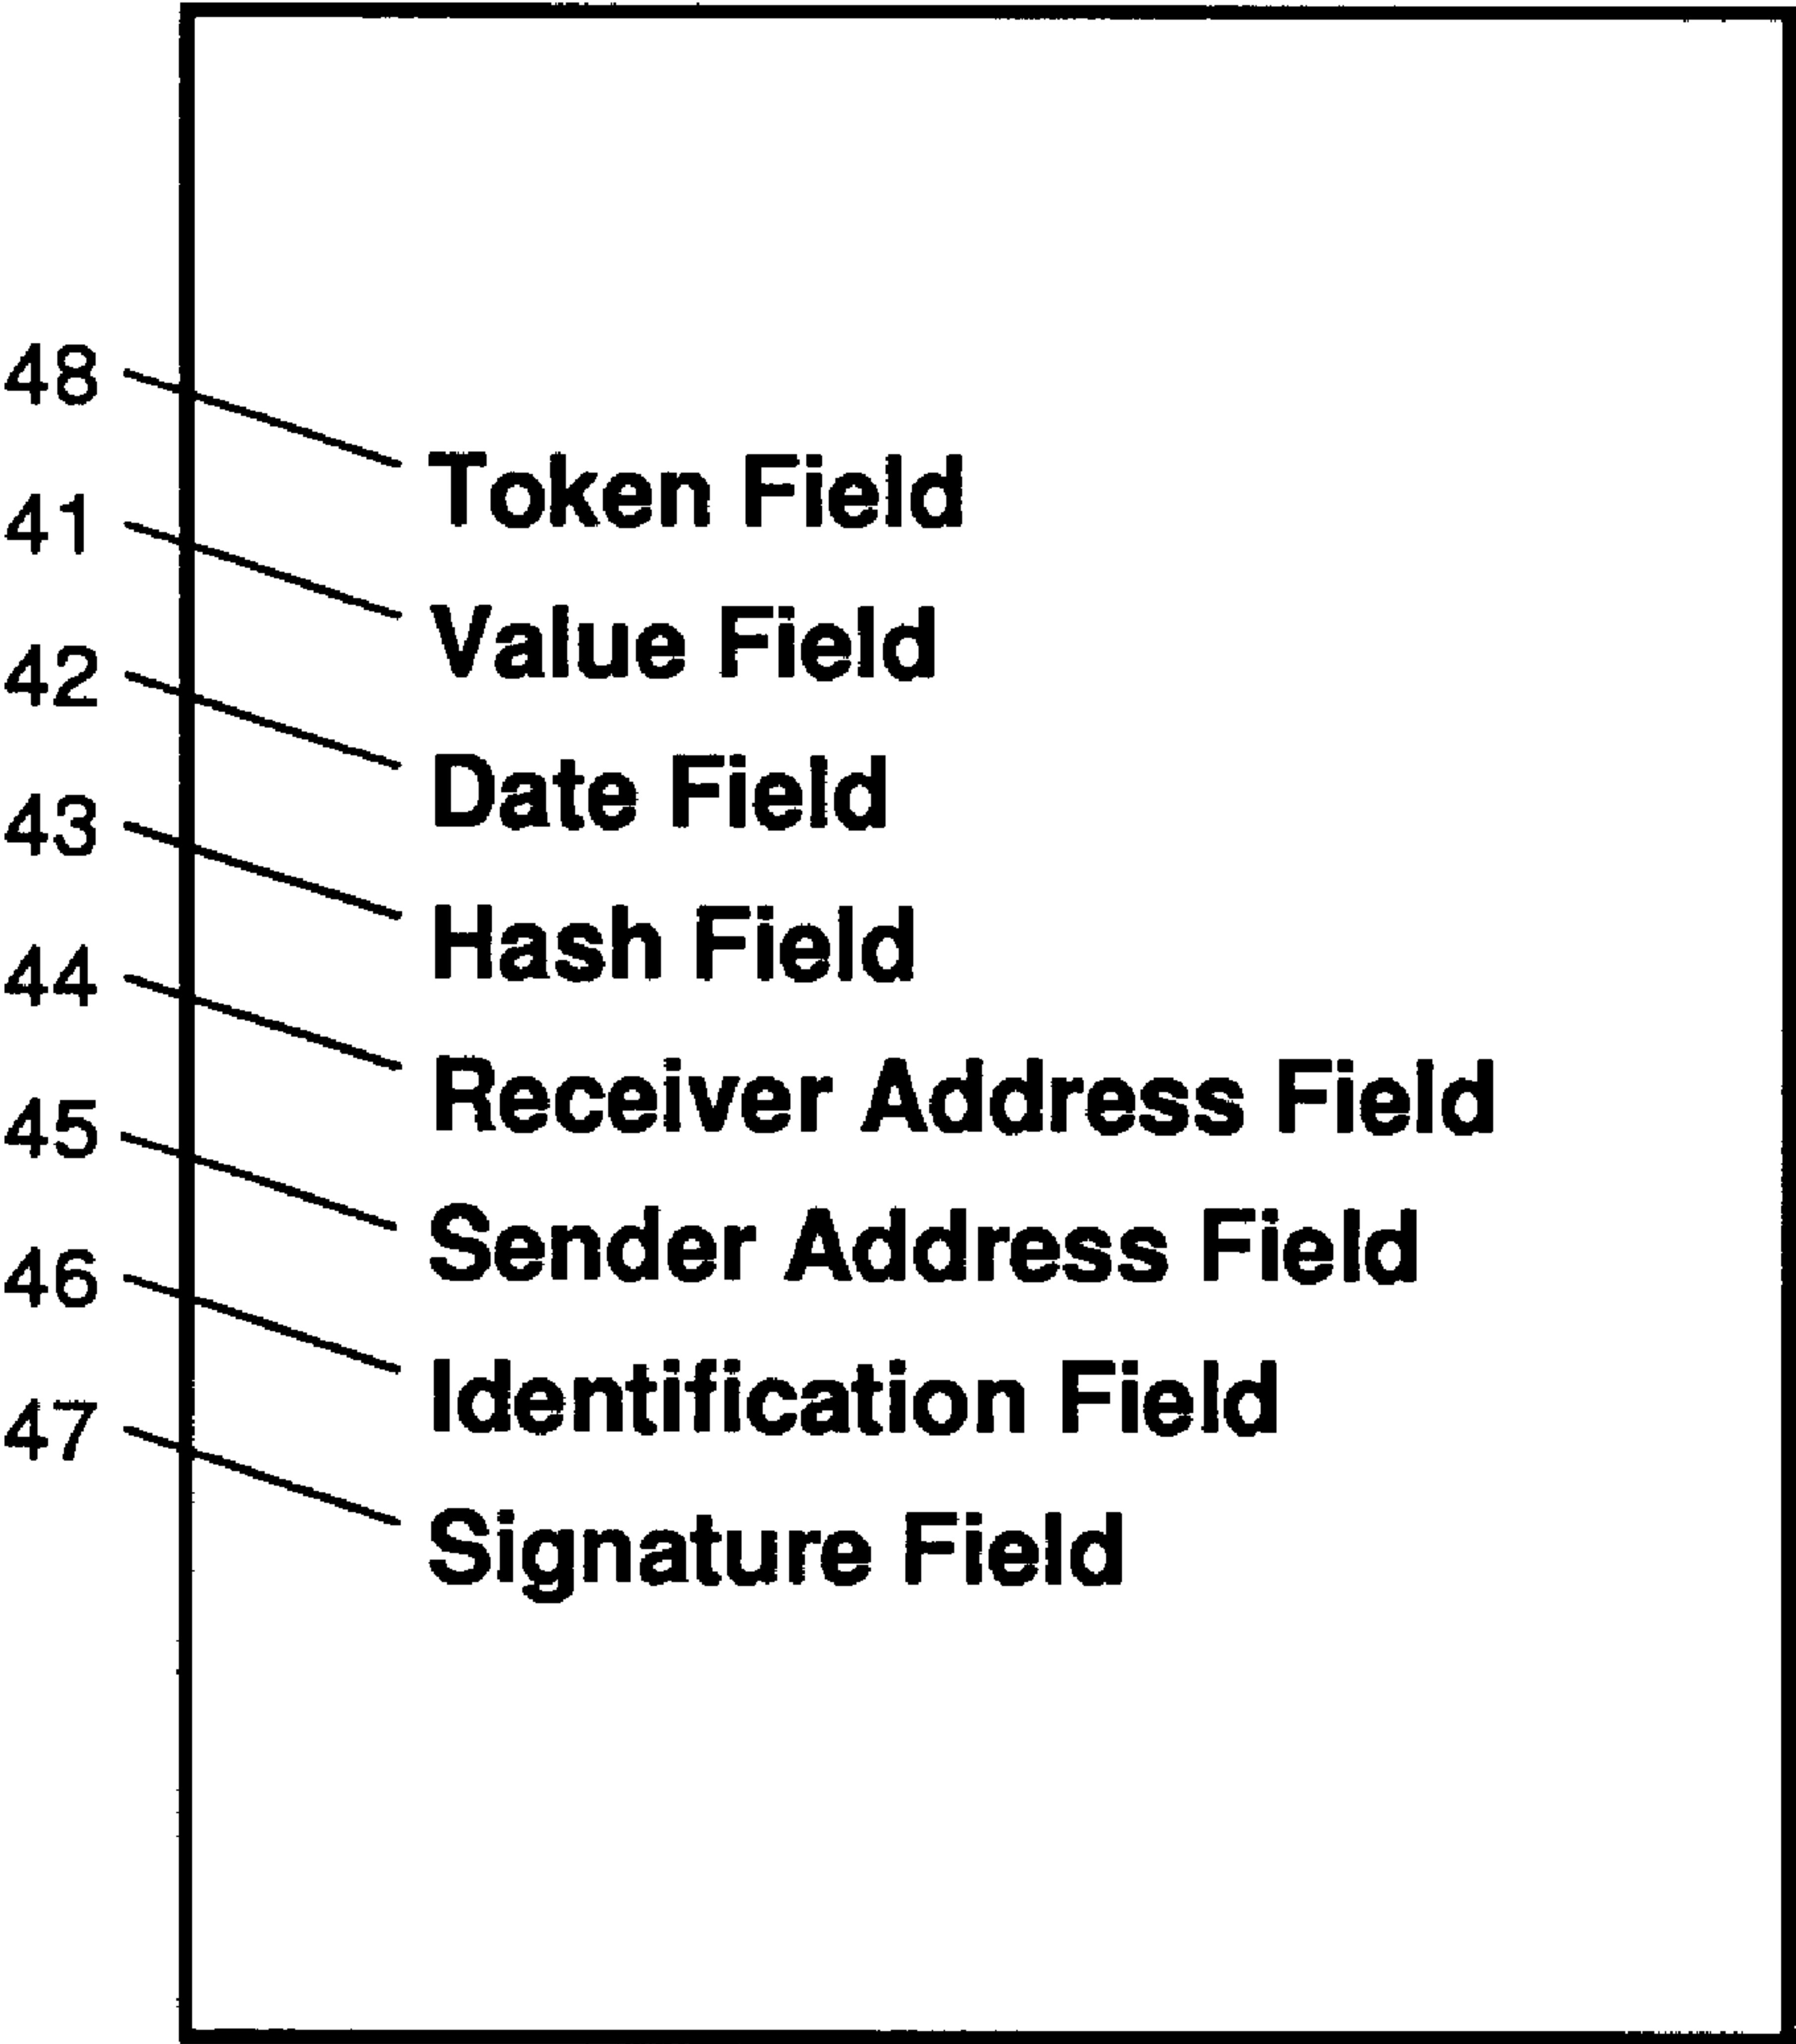 48
Token Field
41
Value Field
42
Date Field
43
Hash Field
44
Receiver Address Field
45
Sender Address Field
46
Identification Field
47
Signature Field